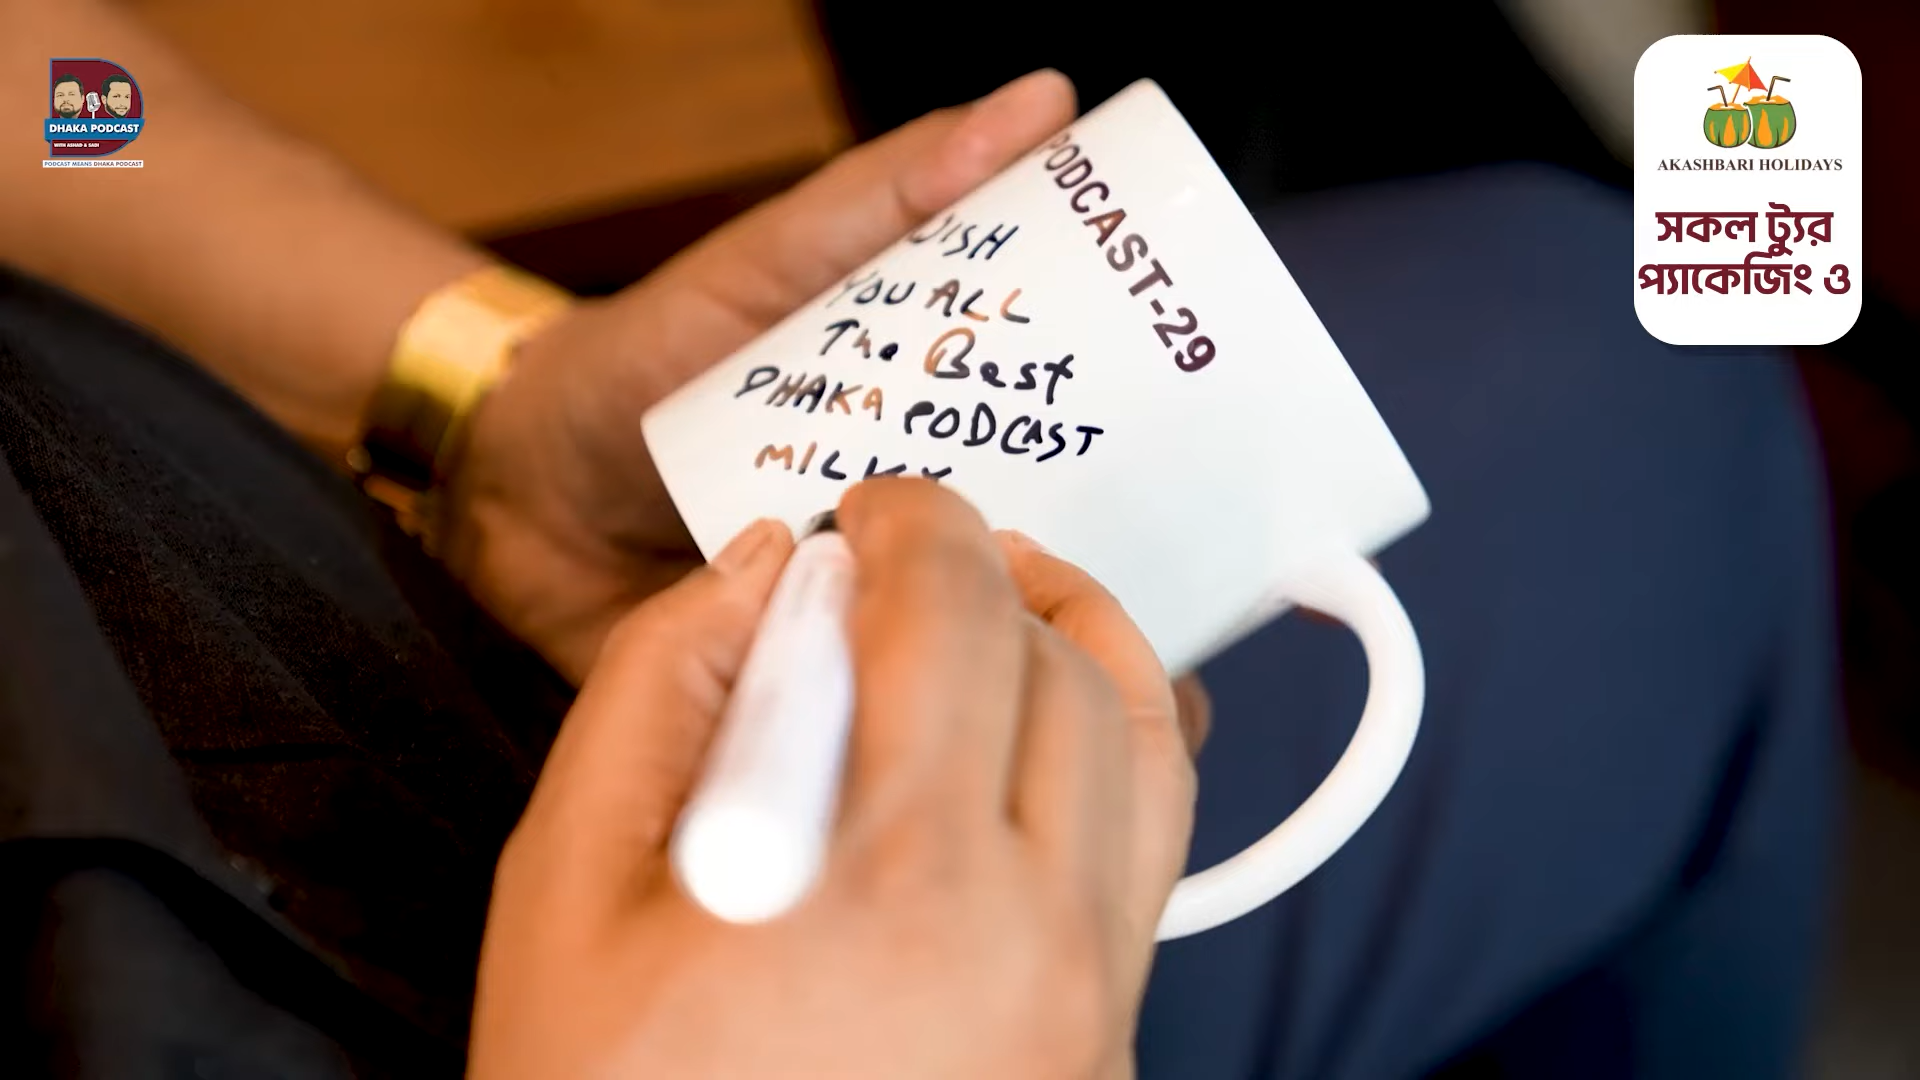 DHAKA PODCAST
WITH ASHAD & SADI
PODCAST MEANS DHAKA PODCAST
PODCAST-29
WISH
YOU ALL
The Best
DHAKA PODCAST
MILKY
AKASHBARI HOLIDAYS
সকল ট্যুর
প্যাকেজিং ও